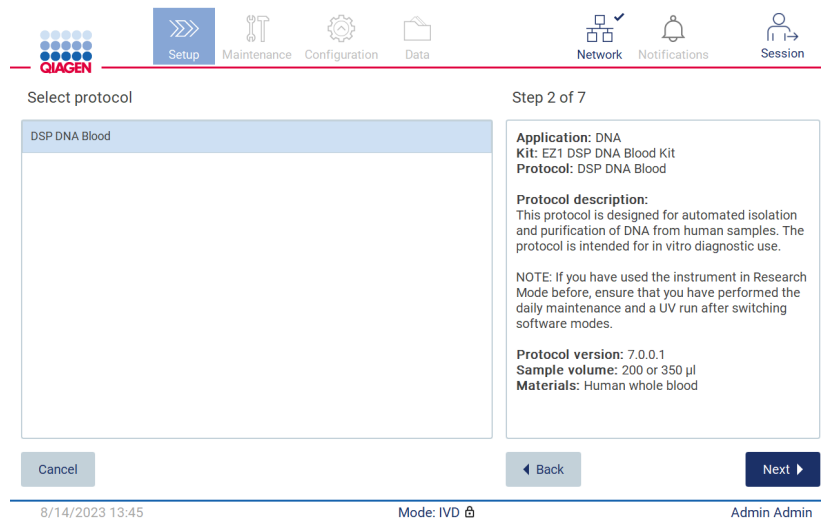 QIAGEN
Setup
Maintenance
Configuration
Data
Network
Notifications
Session
Select protocol
Step 2 of 7
DSP DNA Blood
Application: DNA
Kit: EZ1 DSP DNA Blood Kit
Protocol: DSP DNA Blood
Protocol description:
This protocol is designed for automated isolation
and purification of DNA from human samples. The
protocol is intended for in vitro diagnostic use.
NOTE: If you have used the instrument in Research
Mode before, ensure that you have performed the
daily maintenance and a UV run after switching
software modes.
Protocol version: 7.0.0.1
Sample volume: 200 or 350 µl
Materials: Human whole blood
Cancel
Back
Next
8/14/2023 13:45
Mode: IVD
Admin Admin